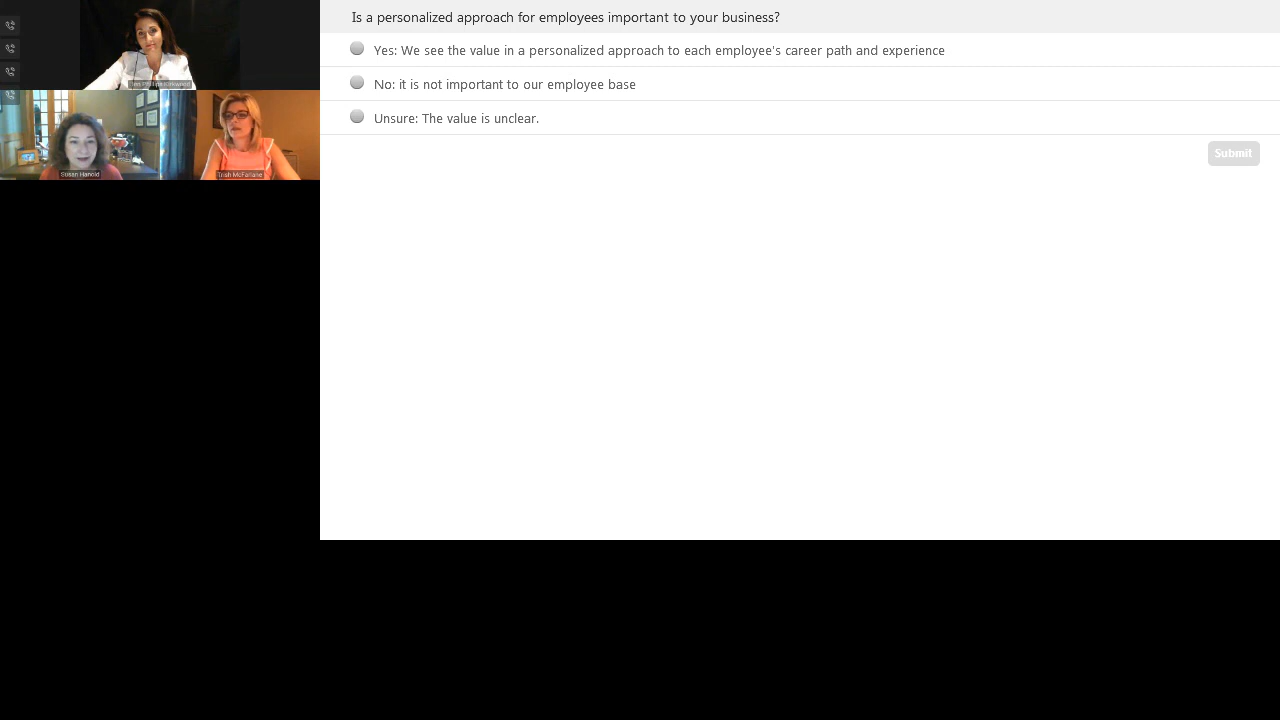 Susan Hanold
Trish McFarlane
Is a personalized approach for employees important to your business?
Yes: We see the value in a personalized approach to each employee's career path and experience
No: it is not important to our employee base
Unsure: The value is unclear.
Submit